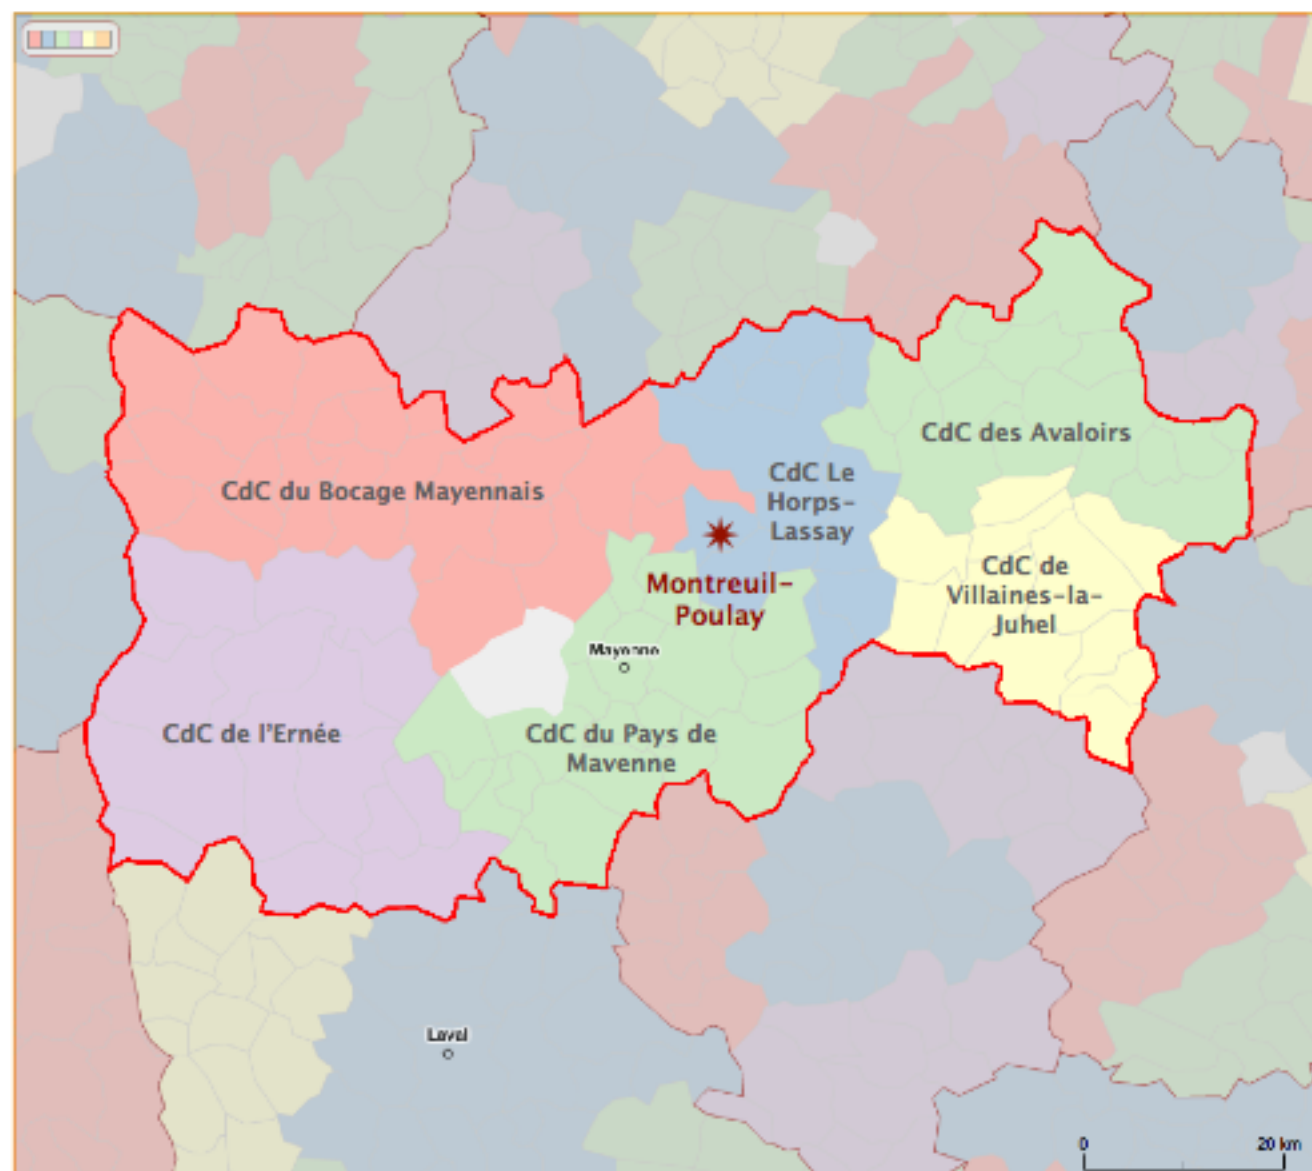 CdC des Avaloirs
CdC du Bocage Mayennais
CdC Le
Horps-
Lassay
CdC de
Villaines-la-
Juhel
Montreuil-
Poulay
Mayenne
CdC de l'Ernée
CdC du Pays de
Mavenne
Laval
0 20 km